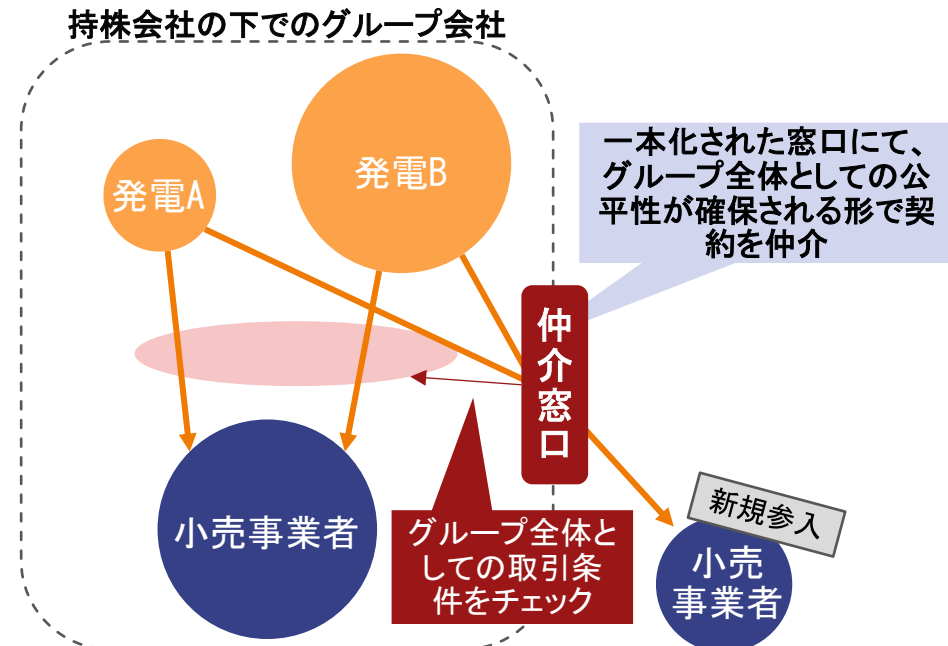 持株会社の下でのグループ会社
発電A
発電B
一本化された窓口にて、
グループ全体としての公
平性が確保される形で契
約を仲介
仲
介
窓
口
小売事業者
グループ全体と
しての取引条
件をチェック
新規参入
小売
事業者